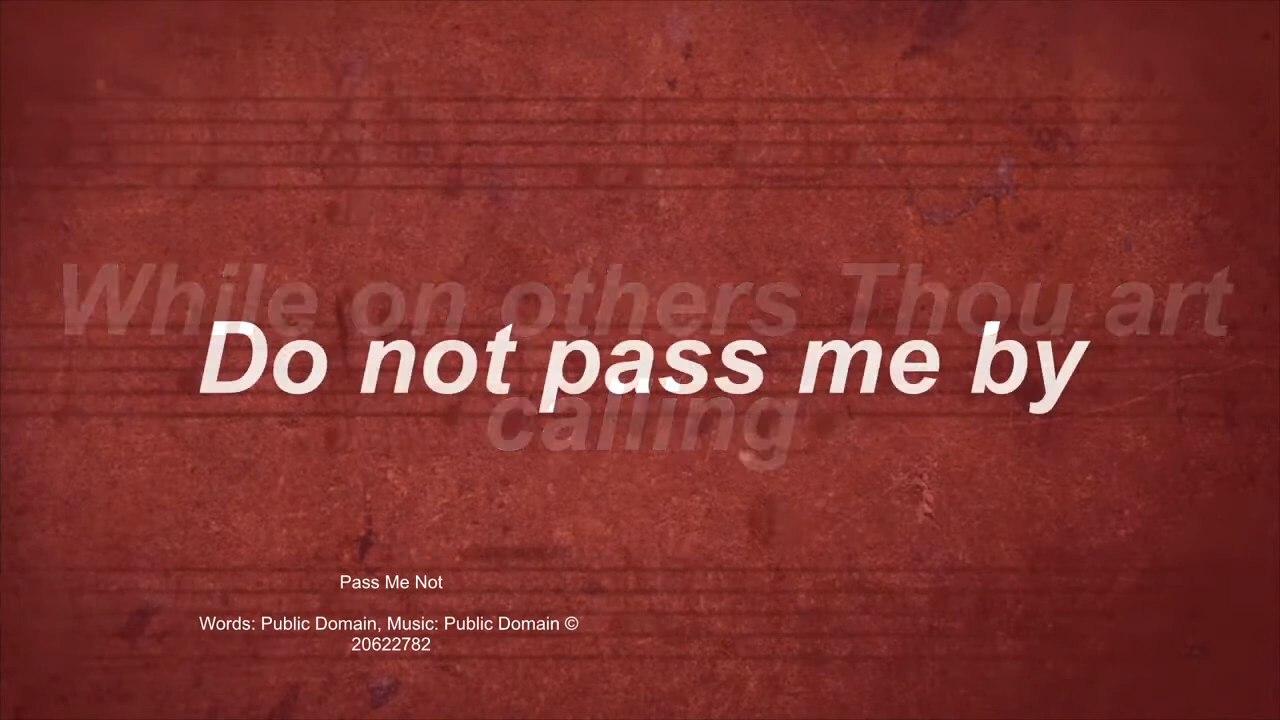 While on others Thou art
Do not pass me by
calling
Pass Me Not
Words: Public Domain, Music: Public Domain ©
20622782